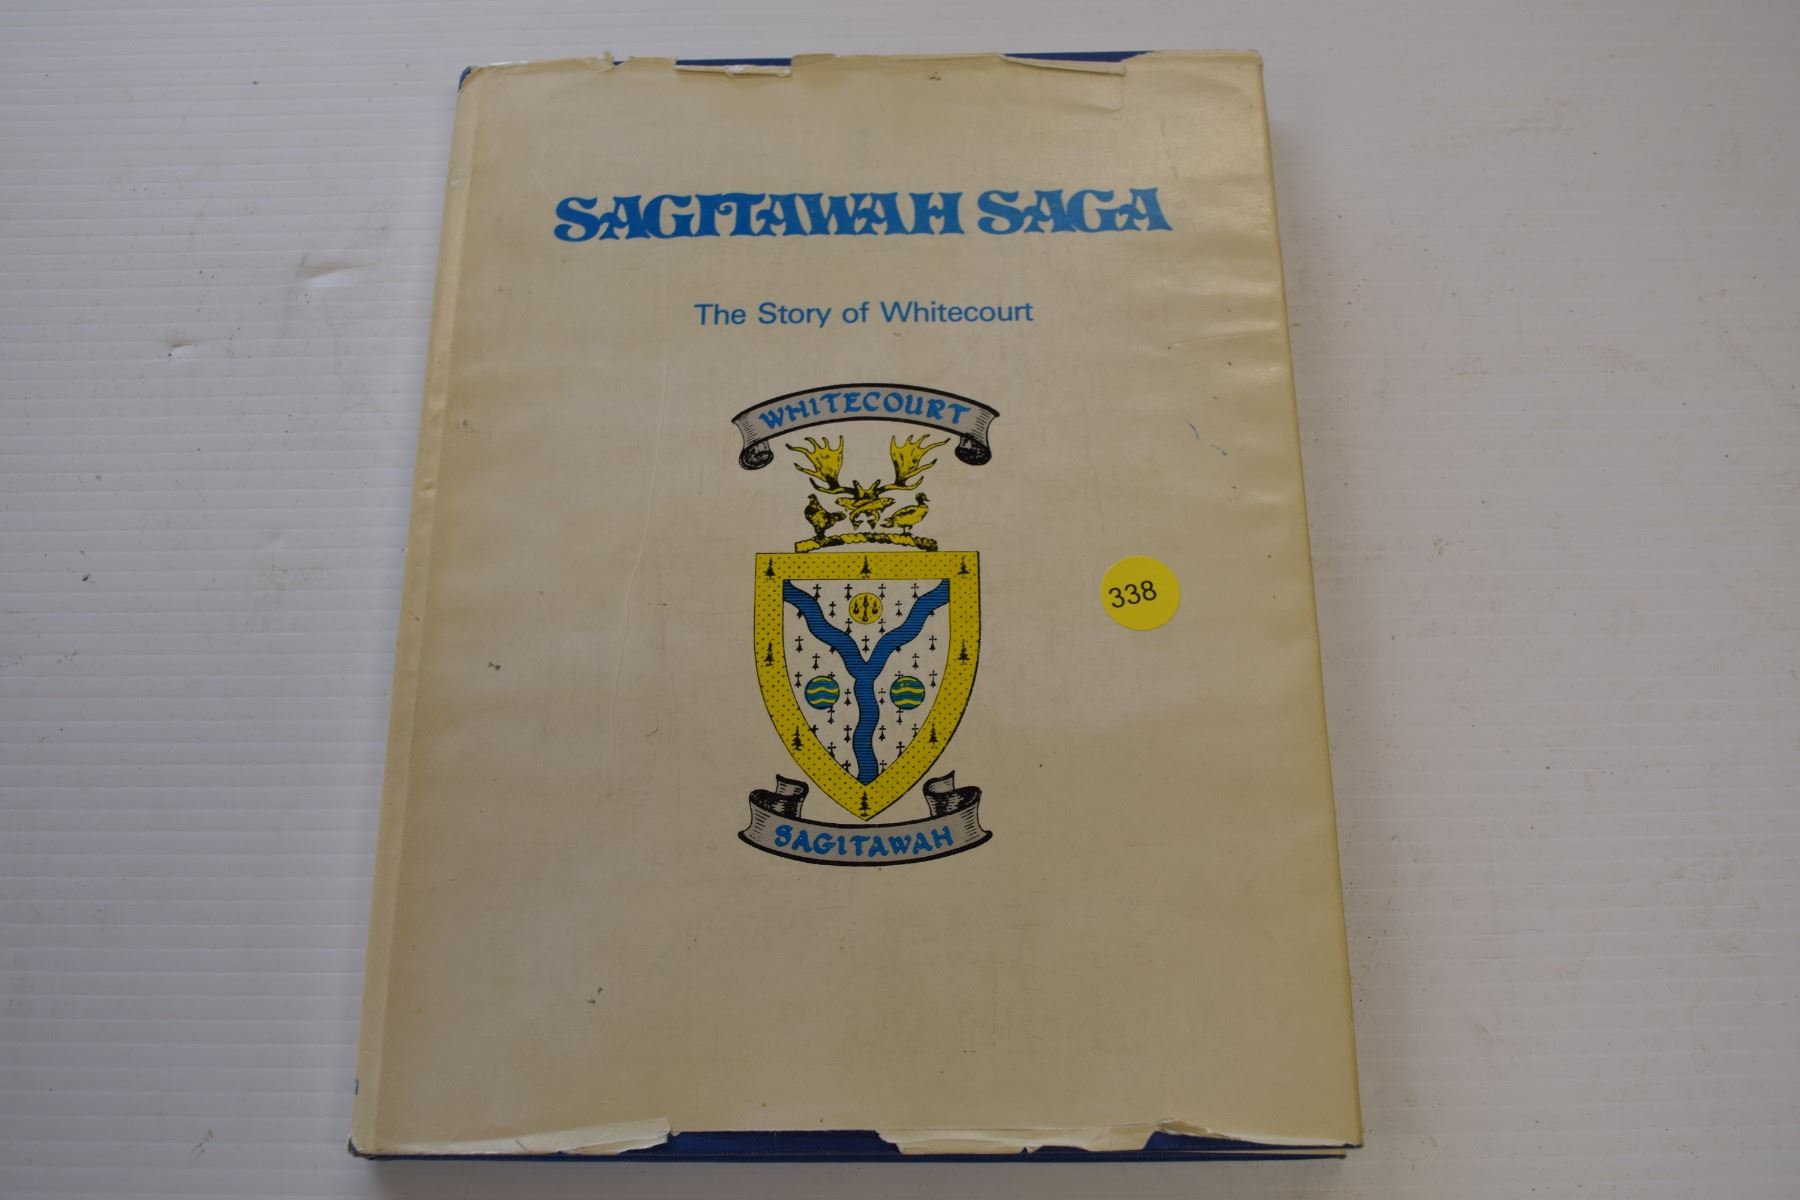 SAGITAWAH SAGA
The Story of Whitecourt
WHITECOURT
338
SAGITAWAH